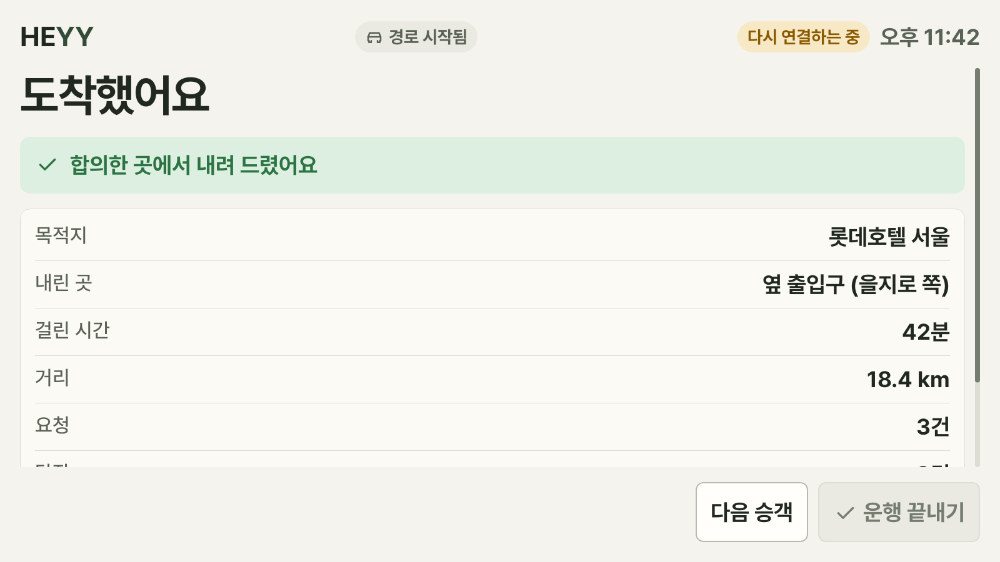 HEYY
경로 시작됨
다시 연결하는 중
오후 11:42
도착했어요
합의한 곳에서 내려 드렸어요
목적지 롯데호텔 서울
내린 곳 옆 출입구 (을지로 쪽)
걸린 시간 42분
거리 18.4 km
요청 3건
다음 승객
운행 끝내기